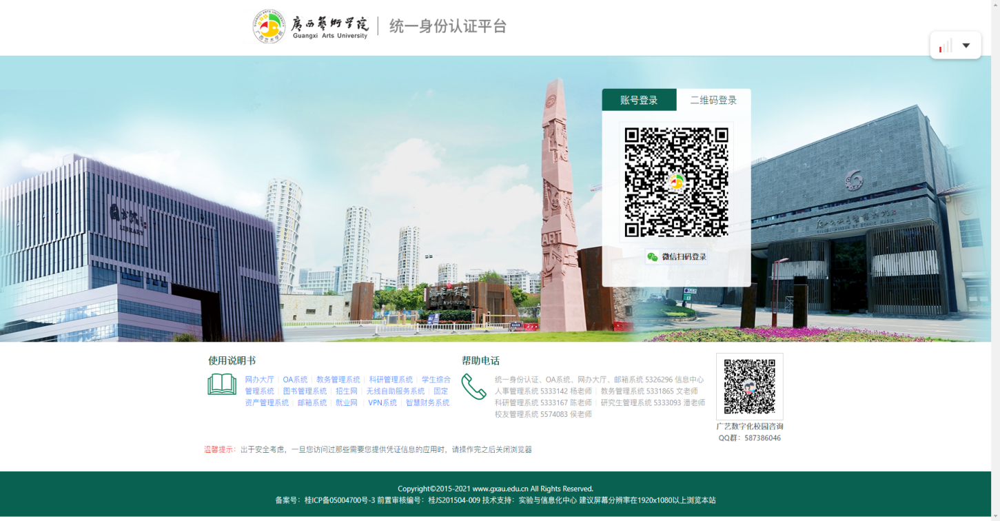 廣西藝術学院
Guangxi Arts University
统一身份认证平台
账号登录
二维码登录
LIBRARY
ART
微信扫码登录
使用说明书
网办大厅 | OA系统 | 教务管理系统 | 科研管理系统 | 学生综合
管理系统 | 图书管理系统 | 招生网 | 无线自助服务系统 | 固定
资产管理系统 | 邮箱系统 | 就业网 | VPN系统 | 智慧财务系统
帮助电话
统一身份认证、OA系统、网办大厅、邮箱系统 5326296 信息中心
人事管理系统 5333142 杨老师 | 教务管理系统 5331865 文老师
科研管理系统 5333167 陈老师 | 研究生管理系统 5333093 潘老师
校友管理系统 5574083 侯老师
广艺数字化校园咨询
QQ群：587386046
温馨提示：出于安全考虑，一旦您访问过那些需要您提供凭证信息的应用时，请操作完之后关闭浏览器
Copyright©2015-2021 www.gxau.edu.cn All Rights Reserved.
备案号：桂ICP备05004700号-3 前置审核编号：桂JS201504-009 技术支持：实验与信息化中心 建议屏幕分辨率在1920x1080以上浏览本站